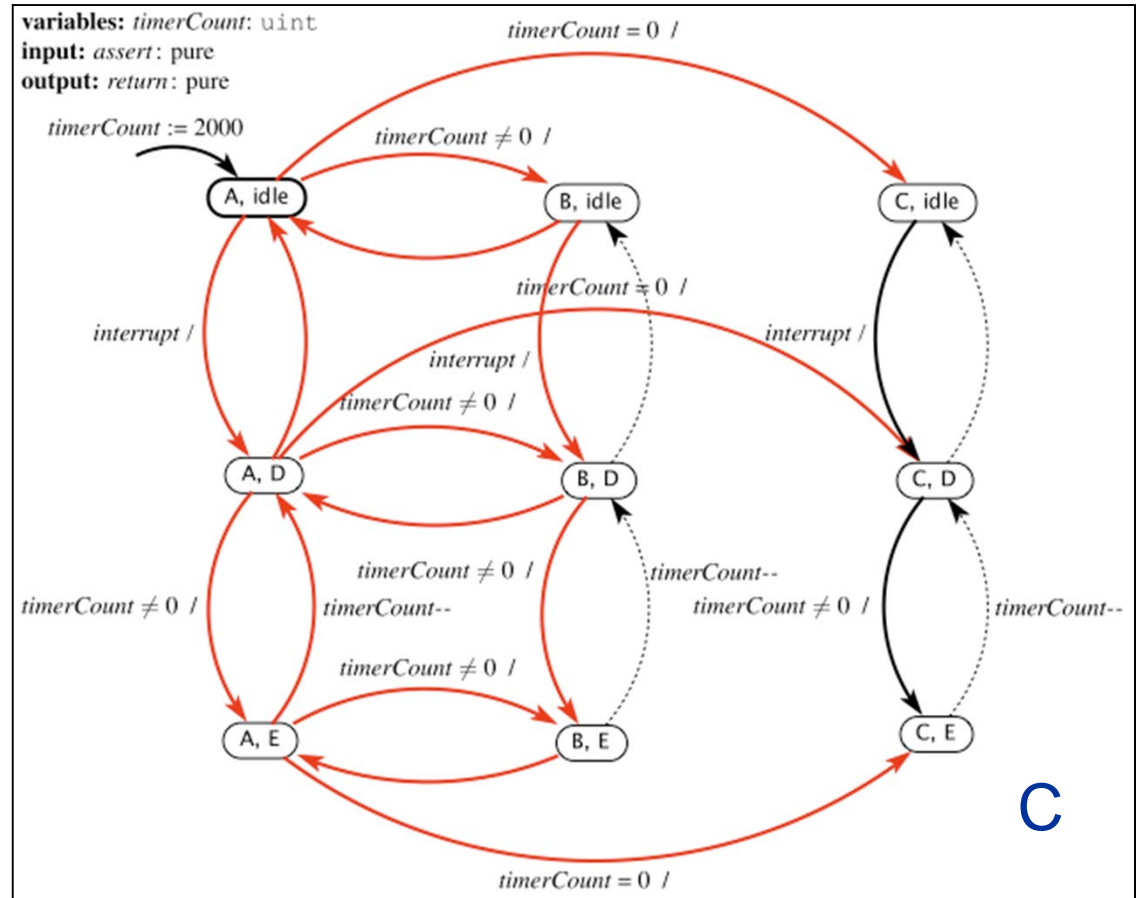 variables: timerCount: uint
input: assert: pure
output: return: pure
timerCount = 0 /
timerCount := 2000
timerCount ≠ 0 /
A, idle
B, idle
C, idle
timerCount = 0 /
interrupt /
interrupt /
interrupt /
timerCount ≠ 0 /
A, D
B, D
C, D
timerCount ≠ 0 /
timerCount--
timerCount ≠ 0 /
timerCount--
timerCount ≠ 0 /
timerCount--
timerCount ≠ 0 /
A, E
B, E
C, E
C
timerCount = 0 /